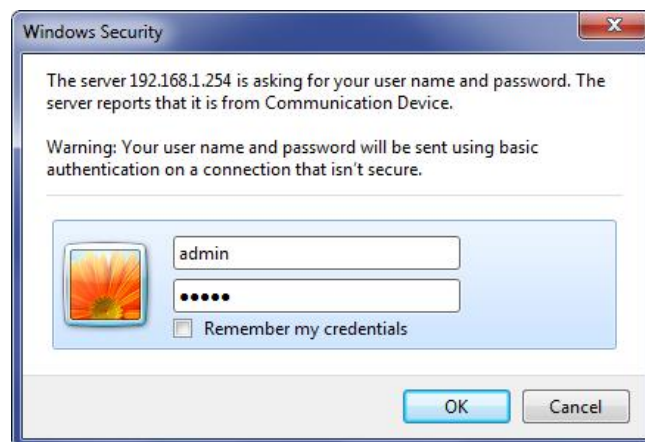 Windows Security
The server 192.168.1.254 is asking for your user name and password. The
server reports that it is from Communication Device.
Warning: Your user name and password will be sent using basic
authentication on a connection that isn't secure.
admin
●●●●●
Remember my credentials
OK
Cancel